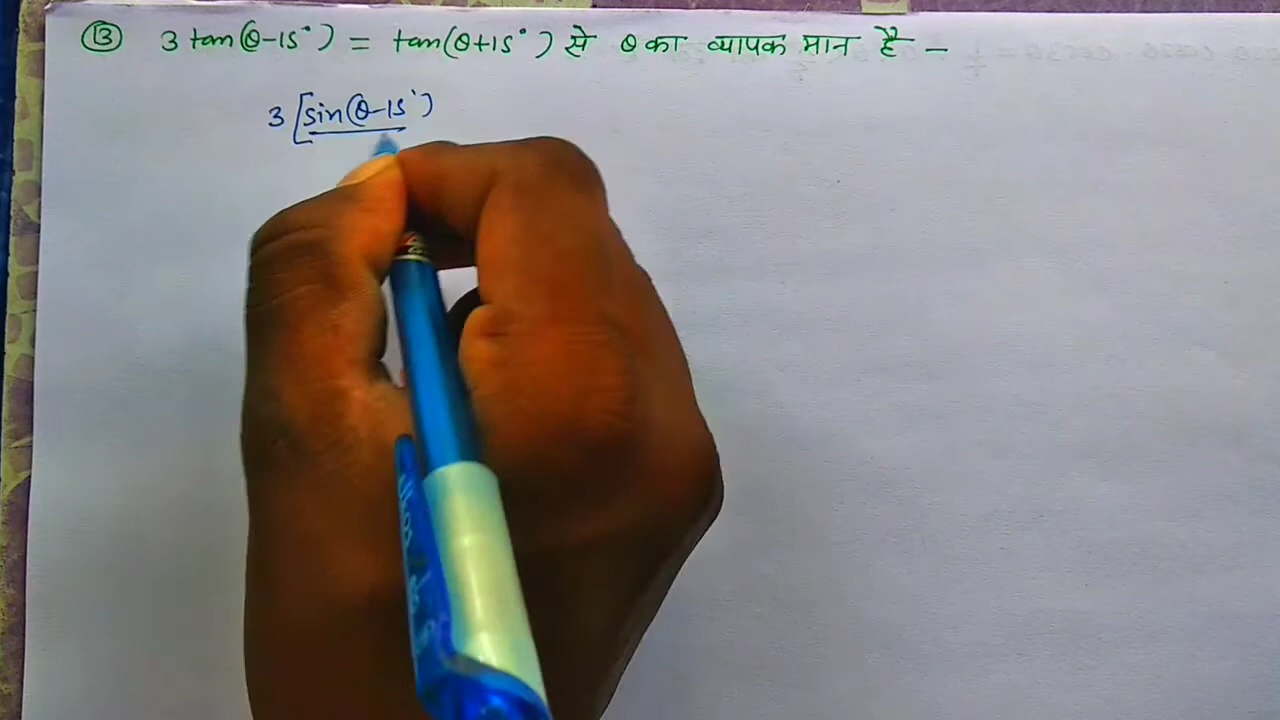 ⑬ 3 tan(θ-15°) = tan(θ+15°) से θ का व्यापक मान है -
3 [sin(θ-15°)